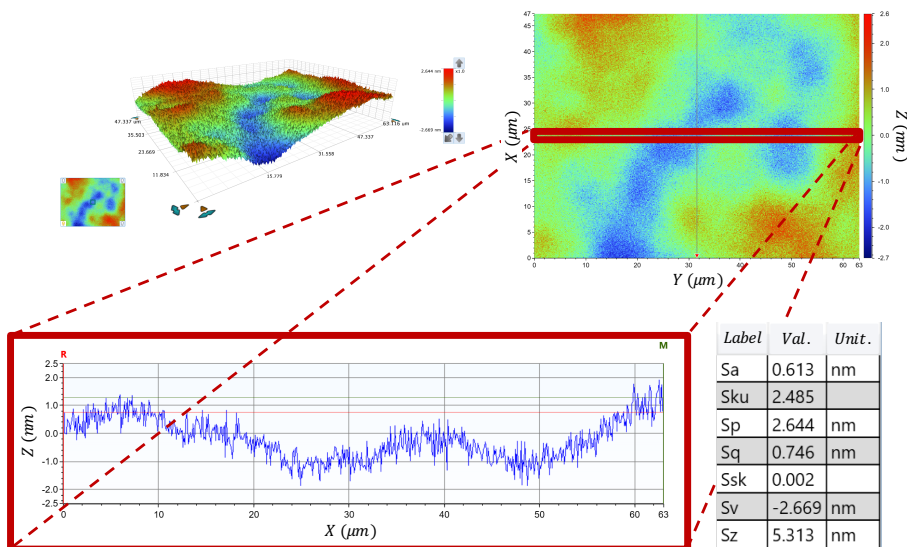 2.644 nm x1.0
-2.669 nm
47.337 um
35.503
23.669
11.834
15.779
31.558
47.337
63.116 um
X (μm)
47
45
40
35
30
25
20
15
10
5
0
0 10 20 30 40 50 60 63
Y (μm)
2.6
2.0
1.0
0.0
-1.0
-2.0
-2.7
Z (nm)
R M
Z (nm)
2.5
2.0
1.0
0.0
-1.0
-2.0
-2.5
0 10 20 30 40 50 60 63
X (μm)
Label Val. Unit.
Sa 0.613 nm
Sku 2.485
Sp 2.644 nm
Sq 0.746 nm
Ssk 0.002
Sv -2.669 nm
Sz 5.313 nm